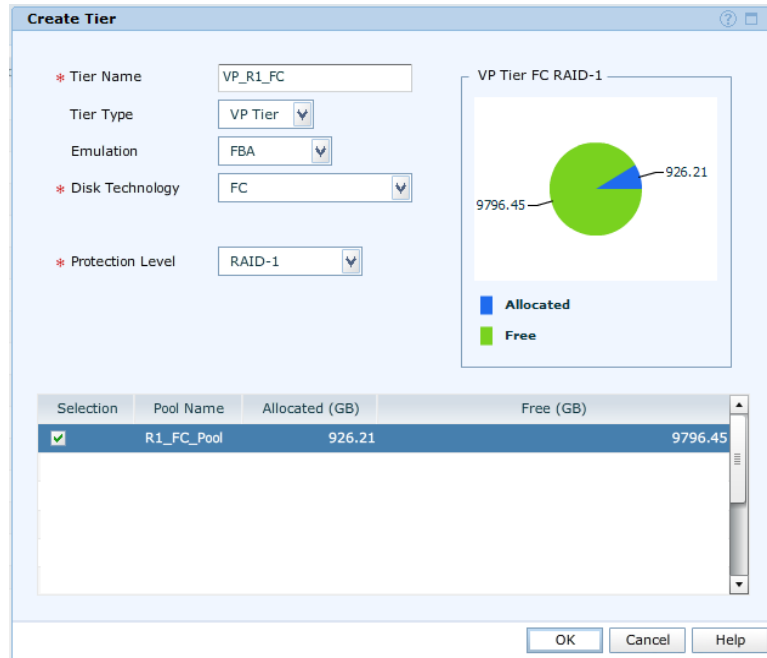 Create Tier
* Tier Name VP_R1_FC
Tier Type VP Tier
Emulation FBA
* Disk Technology FC
* Protection Level RAID-1
VP Tier FC RAID-1
926.21
9796.45
Allocated
Free
Selection Pool Name Allocated (GB) Free (GB)
R1_FC_Pool 926.21 9796.45
OK Cancel Help